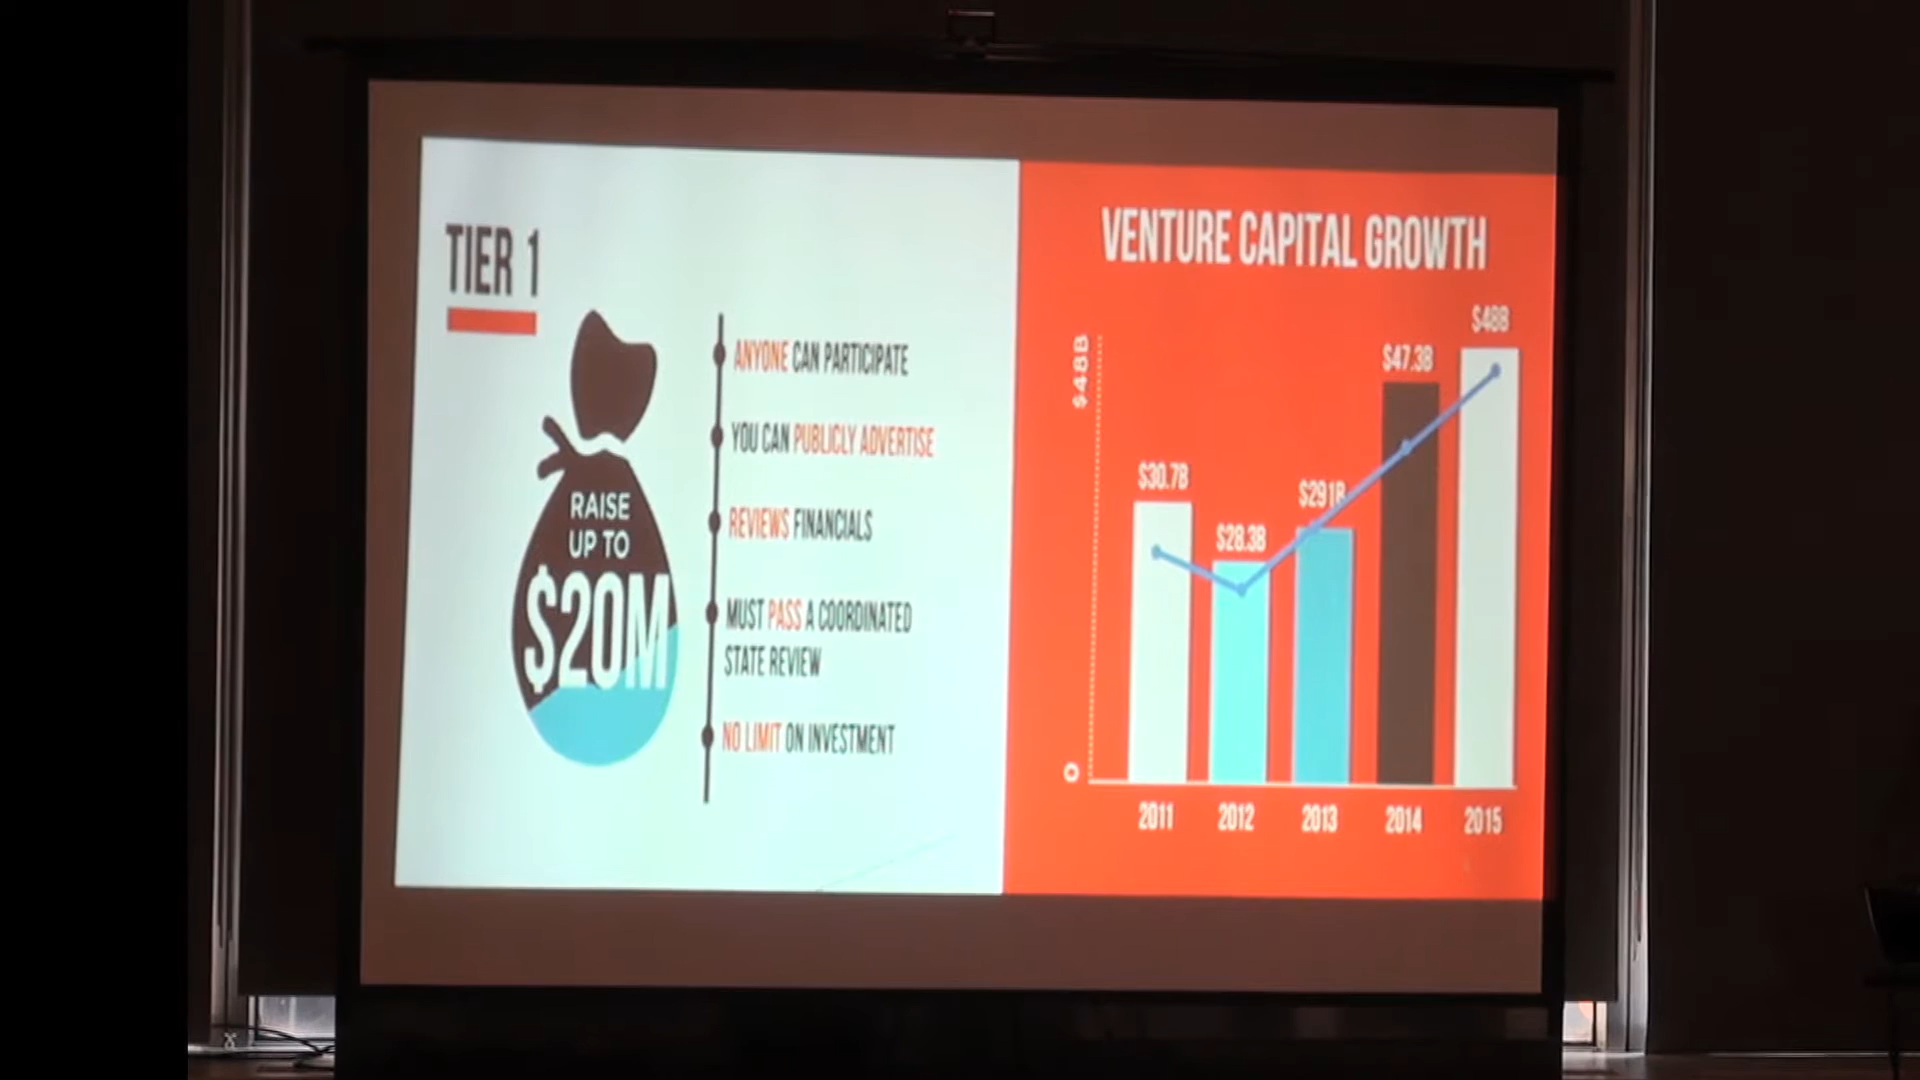 TIER 1
RAISE
UP TO
$20M
ANYONE CAN PARTICIPATE
YOU CAN PUBLICLY ADVERTISE
REVIEWS FINANCIALS
MUST PASS A COORDINATED
STATE REVIEW
NO LIMIT ON INVESTMENT
VENTURE CAPITAL GROWTH
$48B
0
$30.7B
$28.3B
$291B
$47.3B
$48B
2011 2012 2013 2014 2015